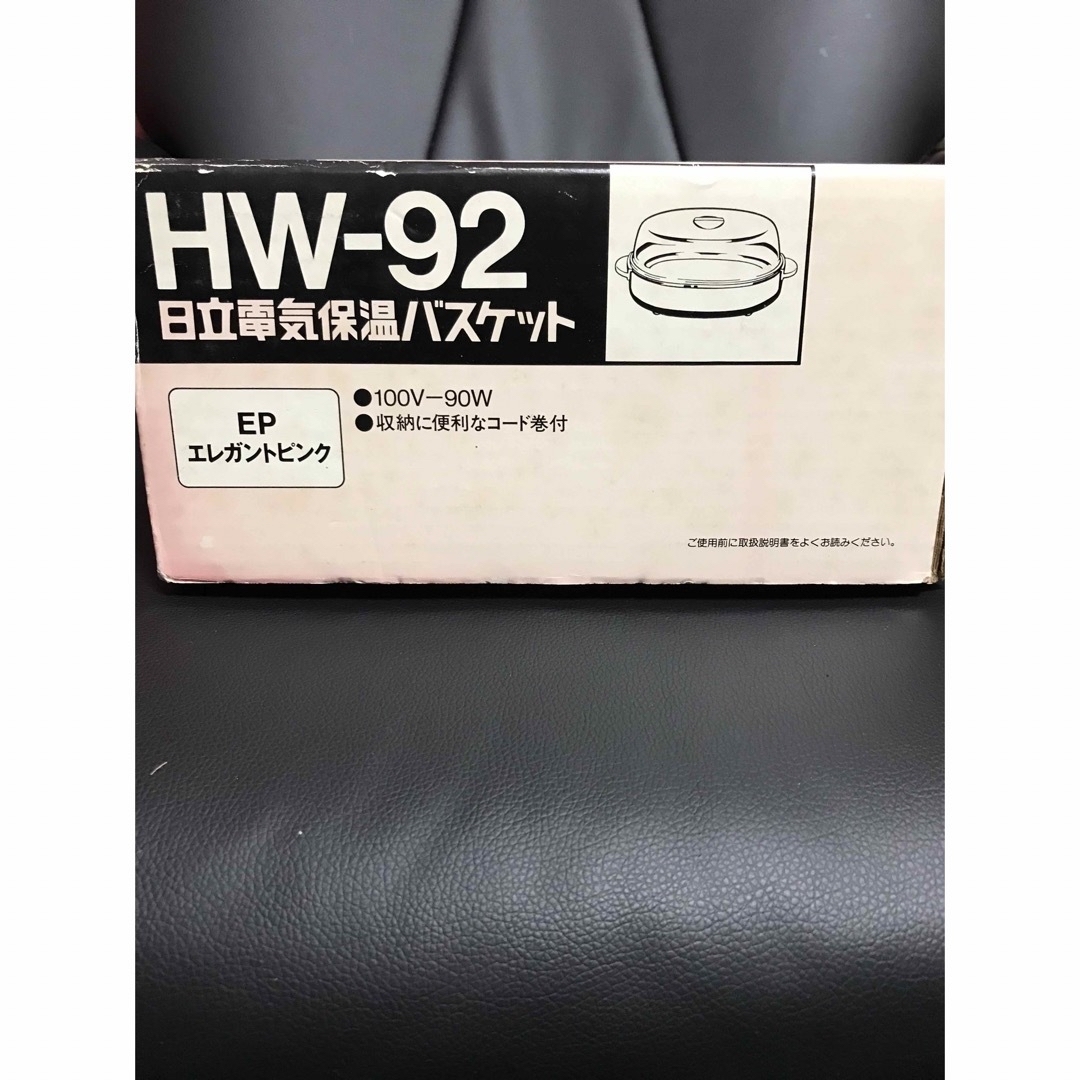 HW-92
日立電気保温バスケット
EP
エレガントピンク
●100V－90W
●収納に便利なコード巻付
ご使用前に取扱説明書をよくお読みください。